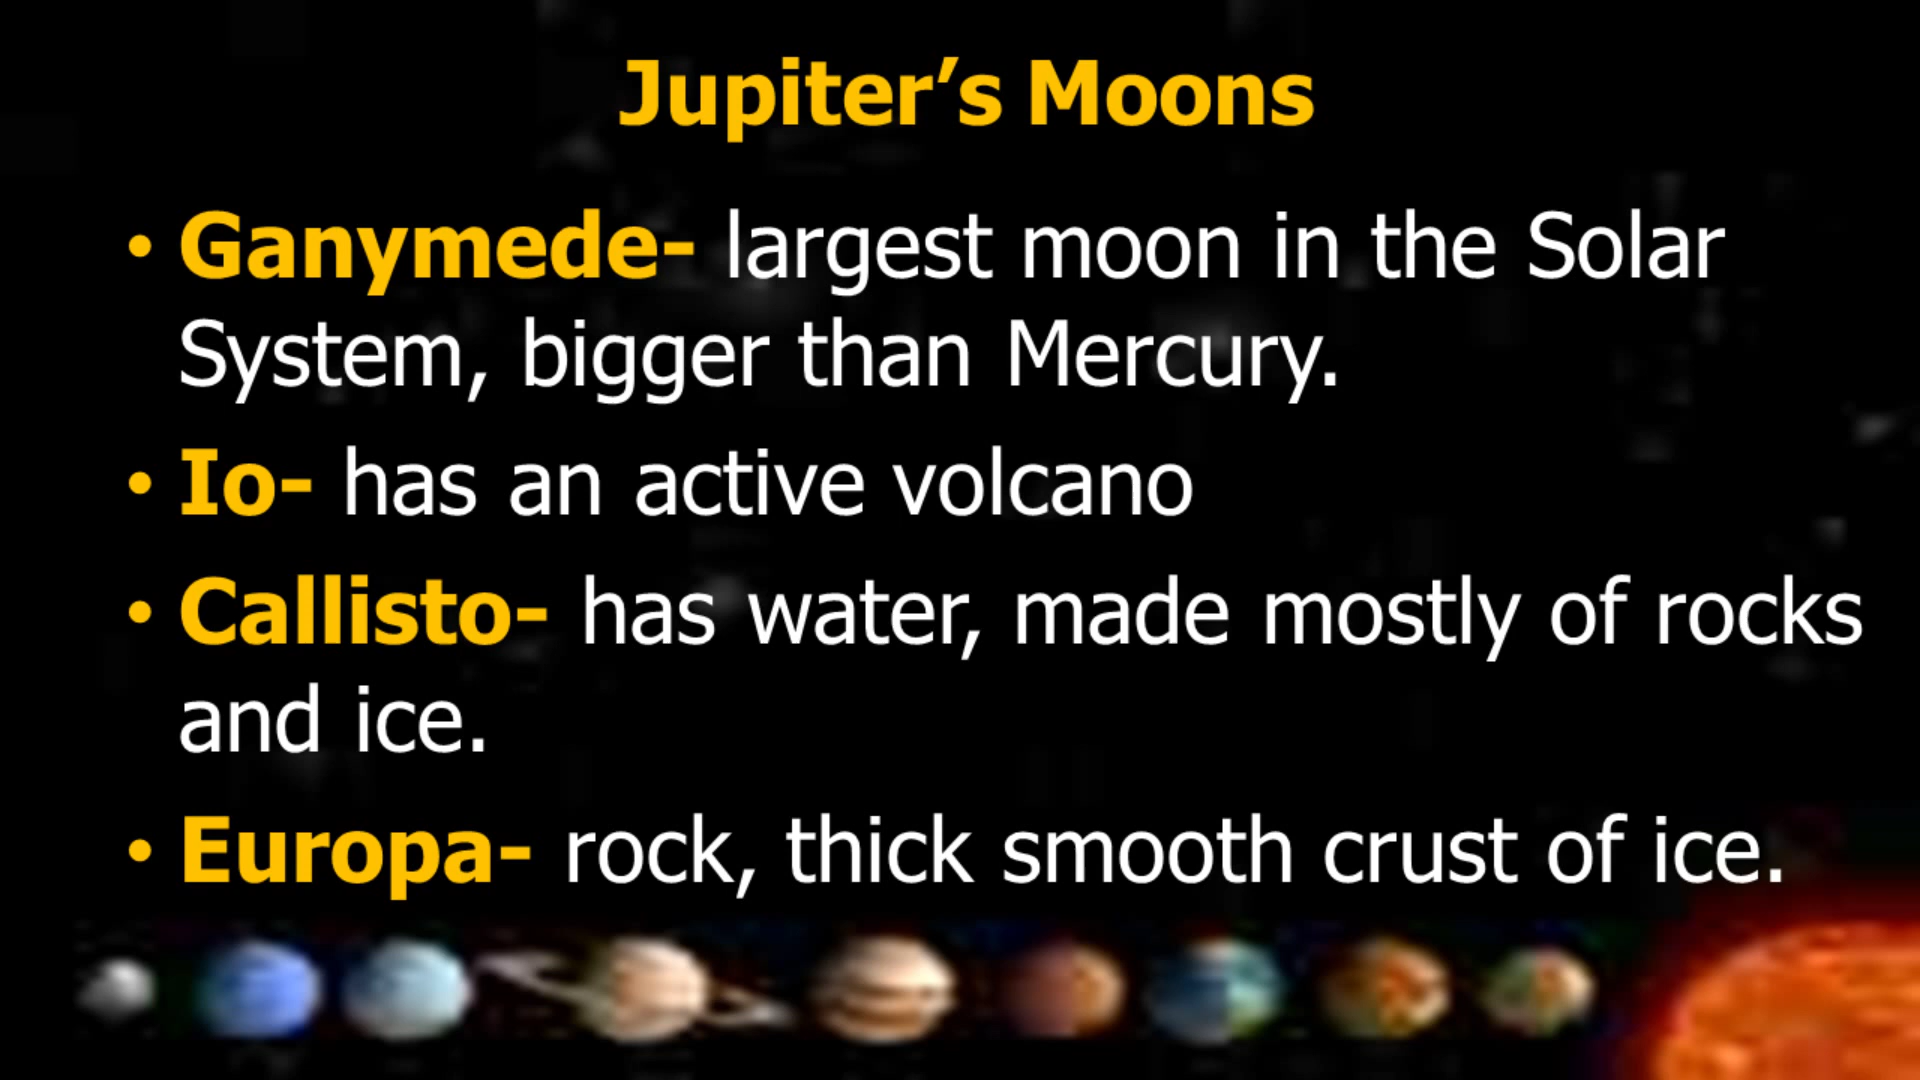 Jupiter’s Moons
• Ganymede- largest moon in the Solar
System, bigger than Mercury.
• Io- has an active volcano
• Callisto- has water, made mostly of rocks
and ice.
• Europa- rock, thick smooth crust of ice.